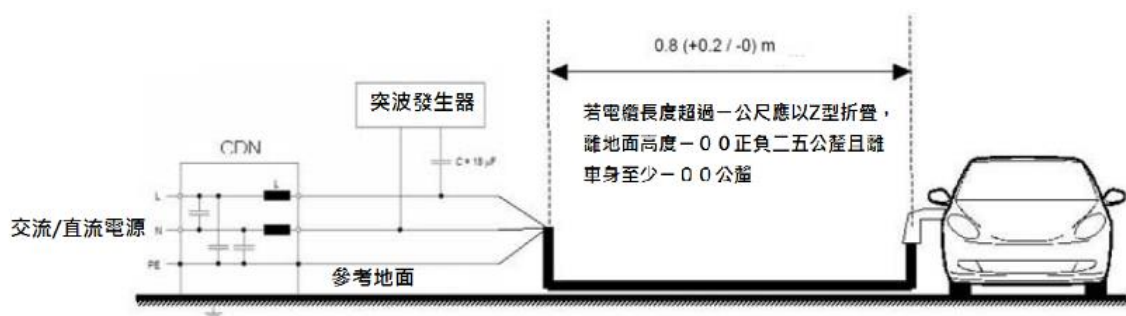 0.8 (+0.2 / -0) m
突波發生器
若電纜長度超過一公尺應以Z型折疊，
離地面高度一００正負二五公釐且離
車身至少一００公釐
CDN
C = 18 μF
L
L
交流/直流電源
N
PE
參考地面